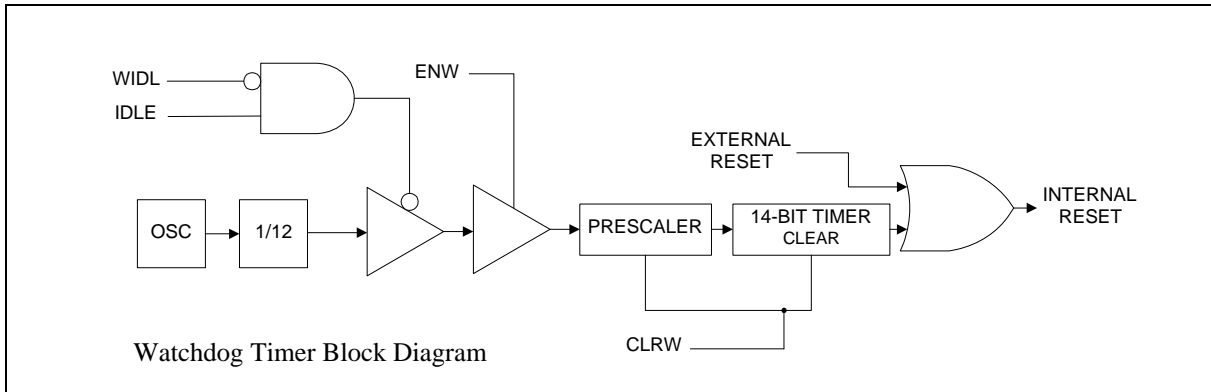 WIDL
IDLE
ENW
EXTERNAL
RESET
INTERNAL
RESET
OSC
1/12
PRESCALER
14-BIT TIMER
CLEAR
CLRW
Watchdog Timer Block Diagram